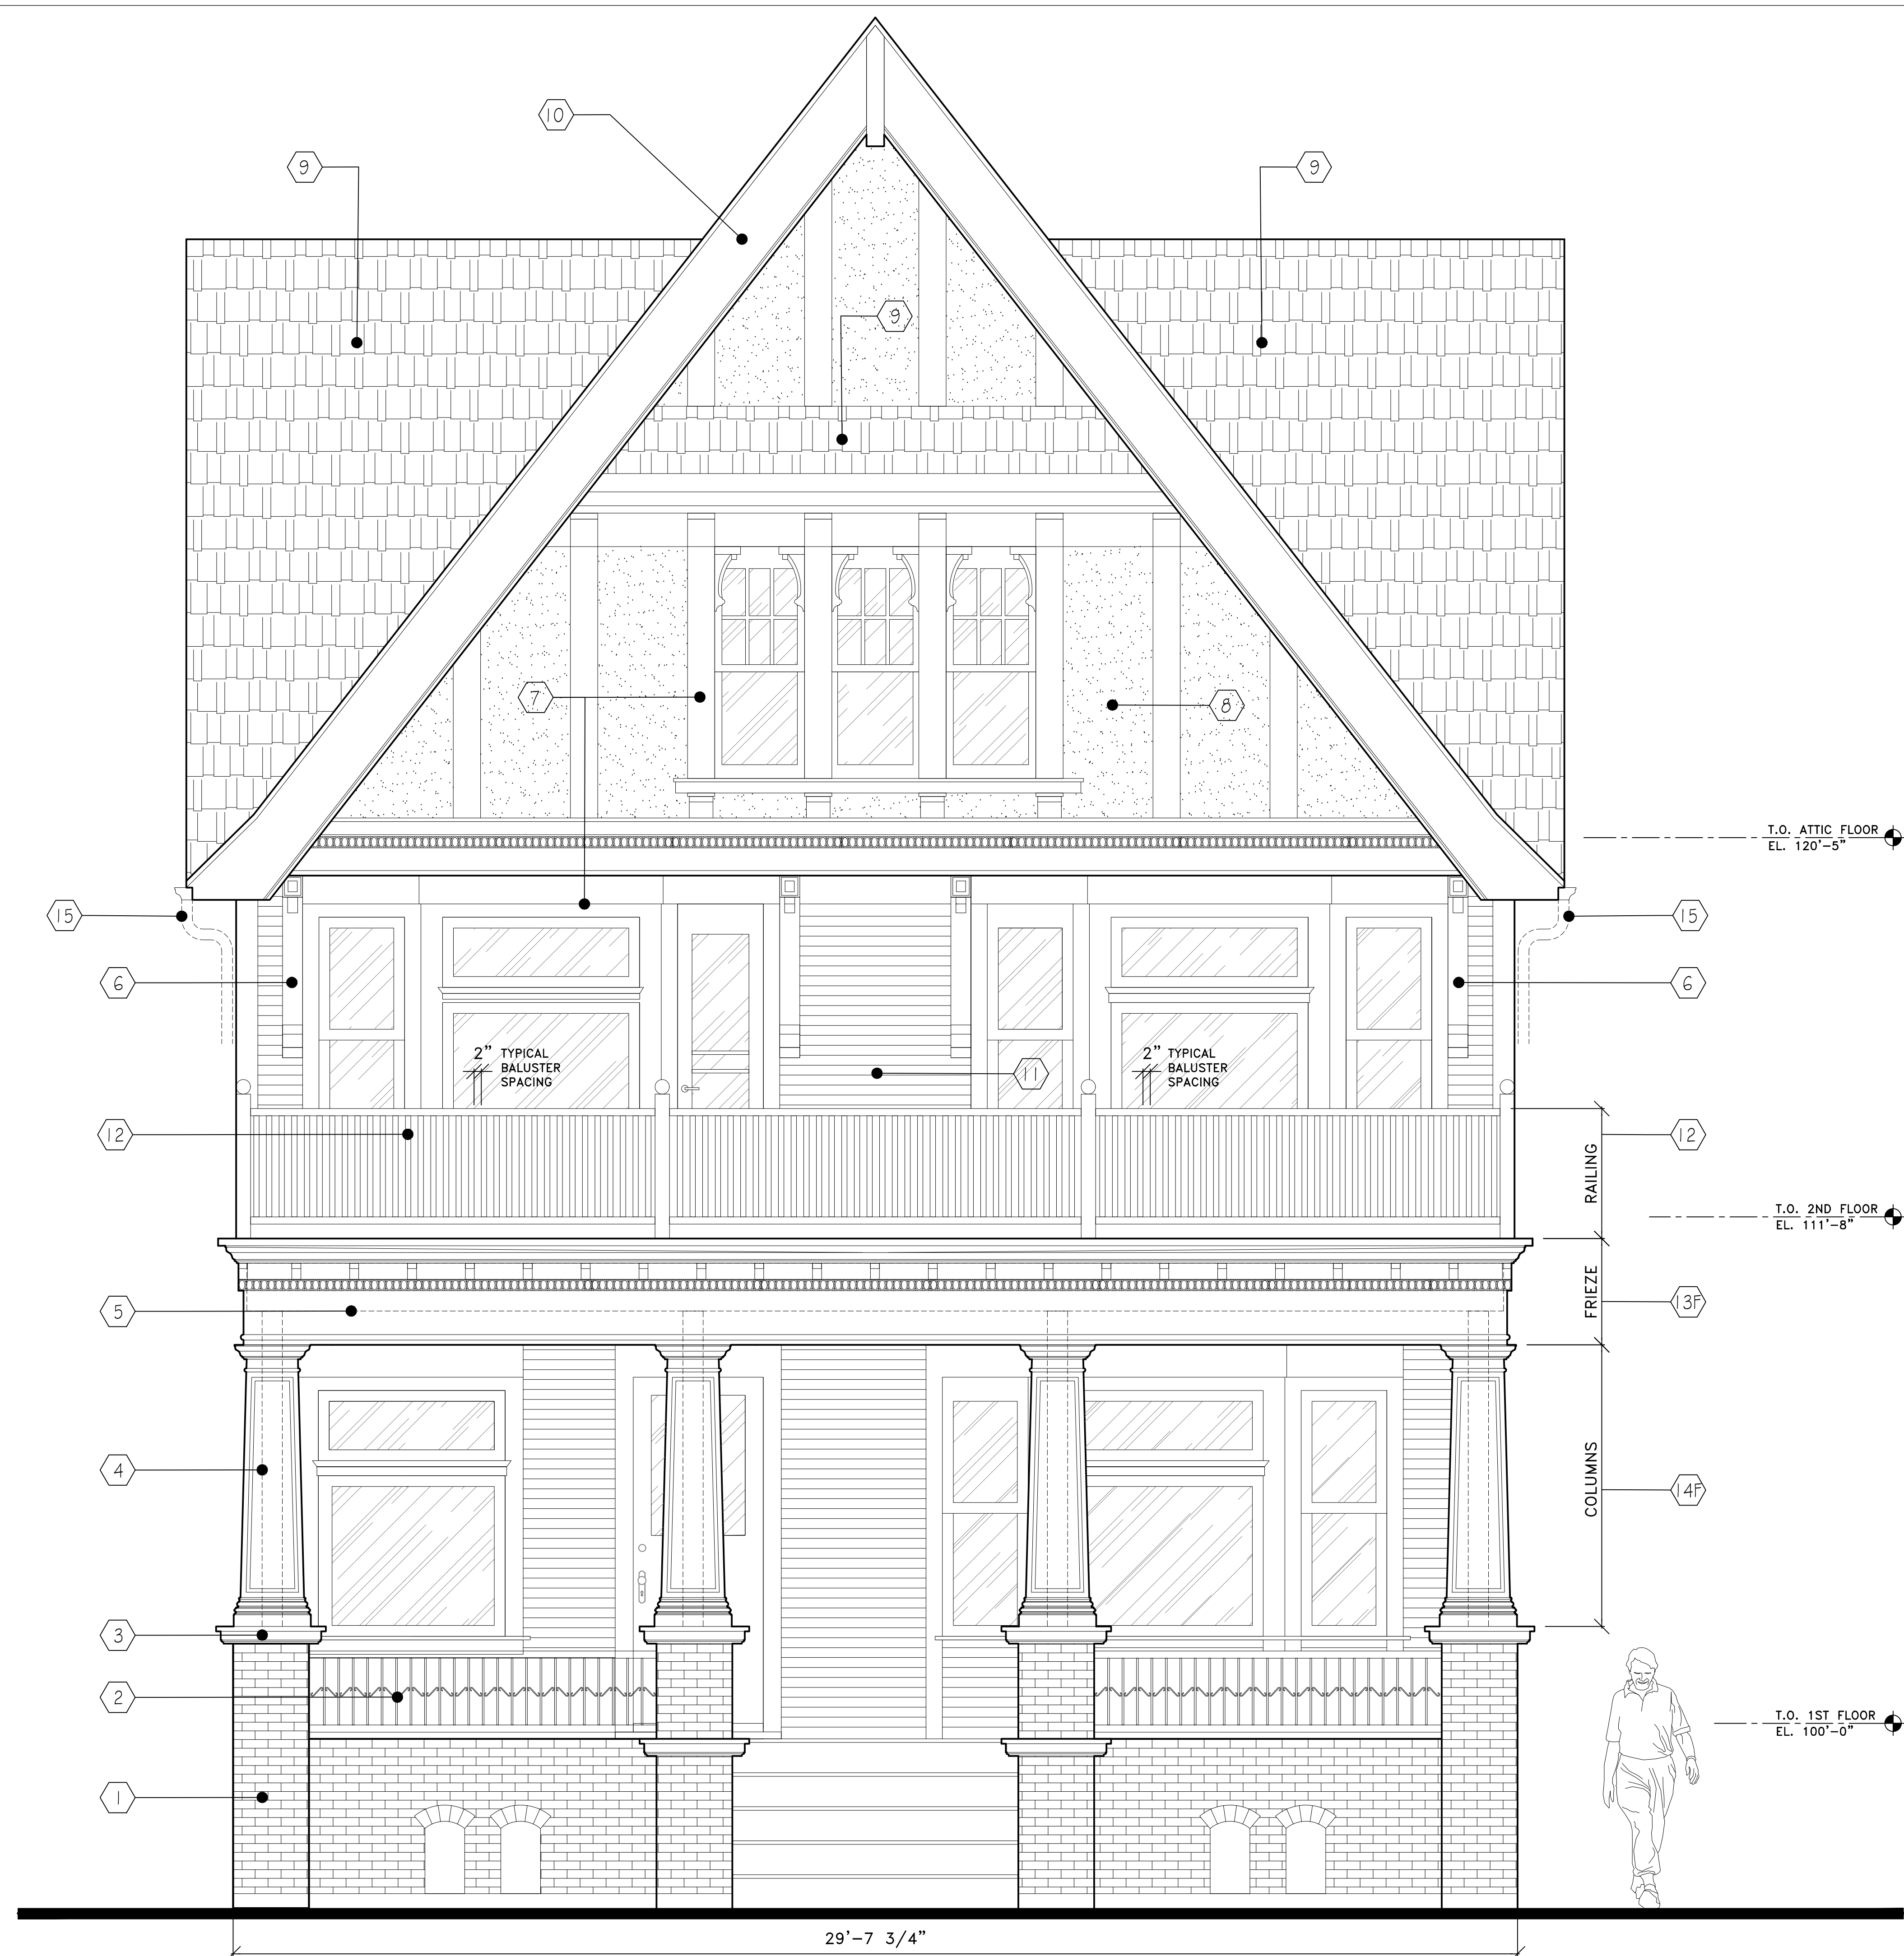 10
9
9
9
7
8
T.O. ATTIC FLOOR
EL. 120'-5"
15
15
6
6
2" TYPICAL
BALUSTER
SPACING
2" TYPICAL
BALUSTER
SPACING
11
12
12
RAILING
T.O. 2ND FLOOR
EL. 111'-8"
5
FRIEZE
13F
4
COLUMNS
14F
3
2
T.O. 1ST FLOOR
EL. 100'-0"
1
29'-7 3/4"